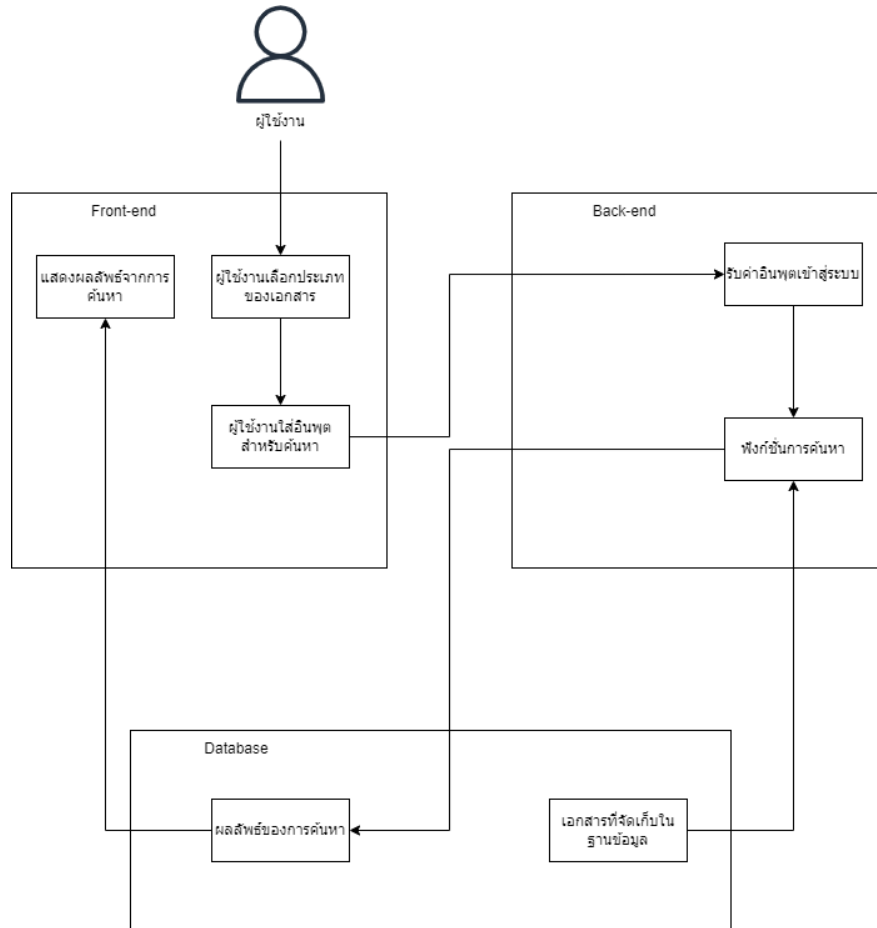 ผู้ใช้งาน
Front-end
Back-end
แสดงผลลัพธ์จากการ
ค้นหา
ผู้ใช้งานเลือกประเภท
ของเอกสาร
รับค่าอินพุตเข้าสู่ระบบ
ผู้ใช้งานใส่อินพุต
สำหรับค้นหา
ฟังก์ชั่นการค้นหา
Database
ผลลัพธ์ของการค้นหา
เอกสารที่จัดเก็บใน
ฐานข้อมูล